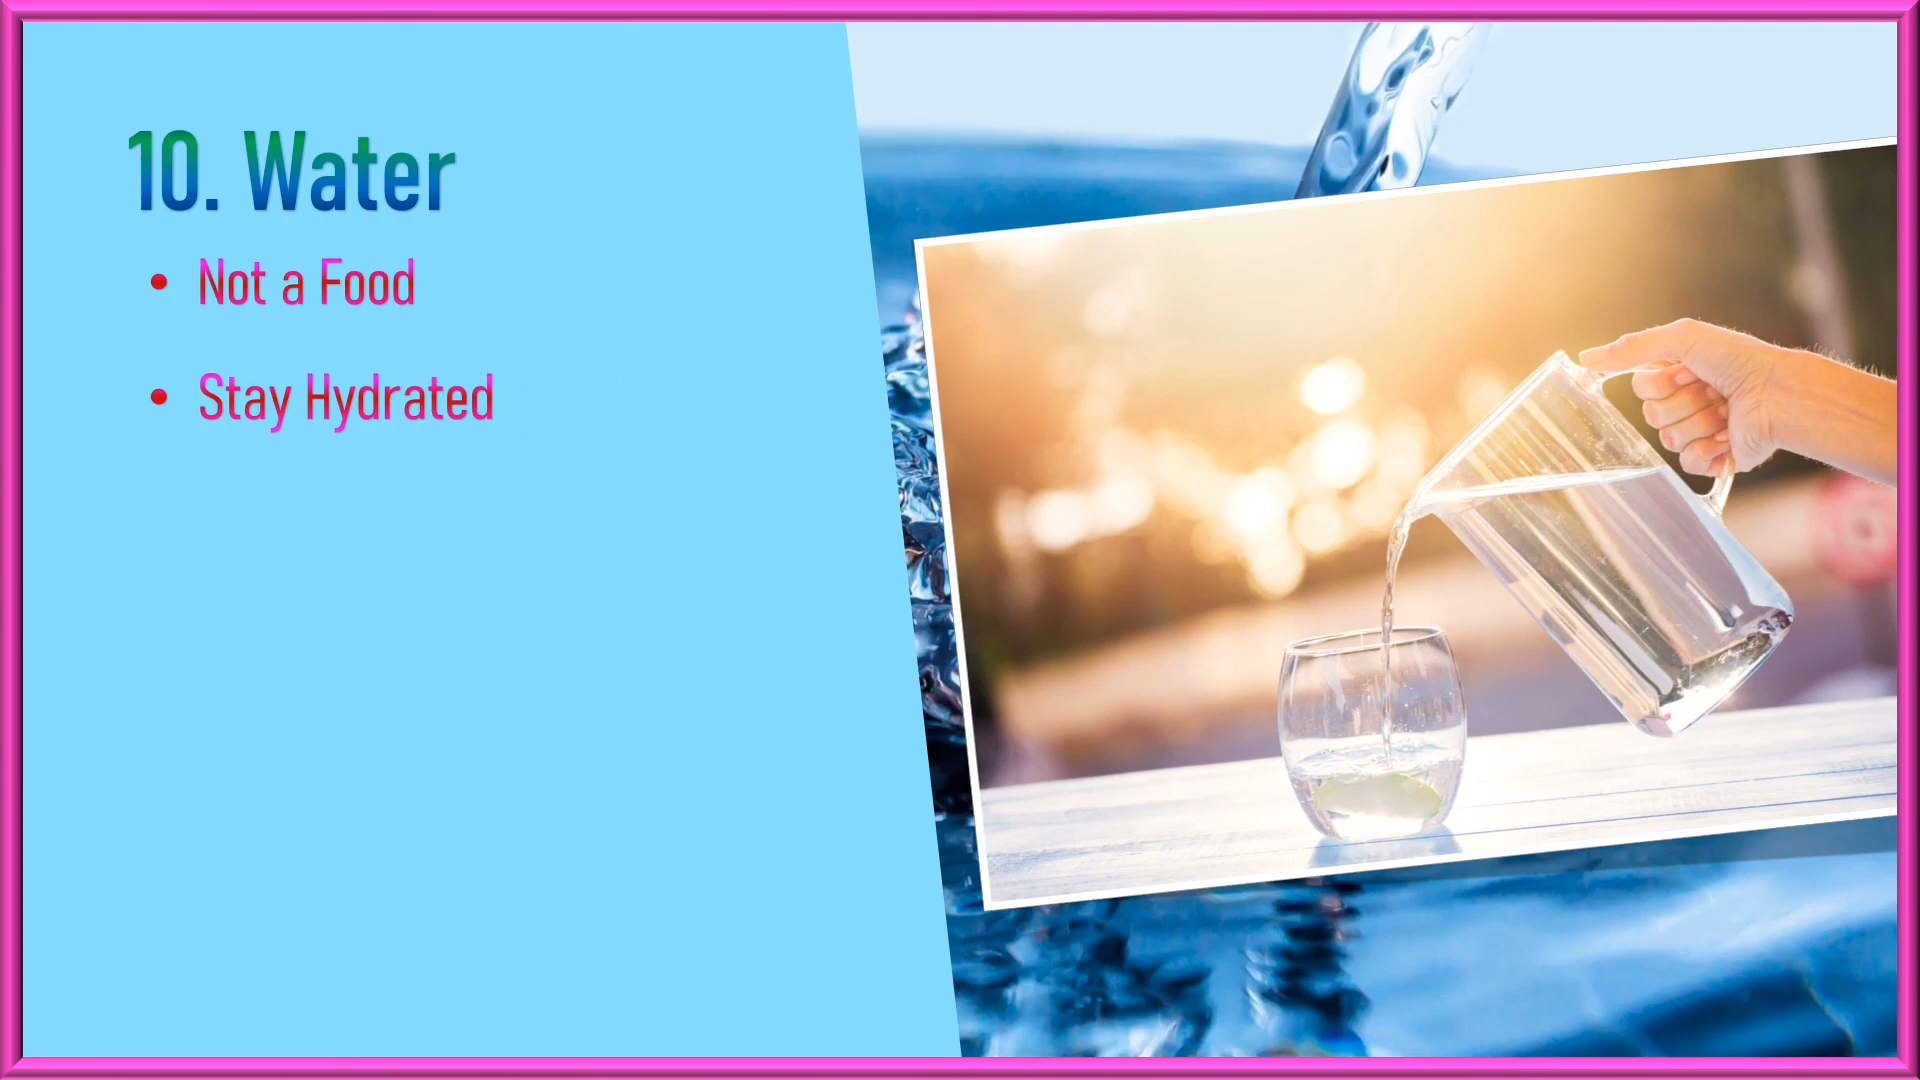 10. Water
• Not a Food
• Stay Hydrated